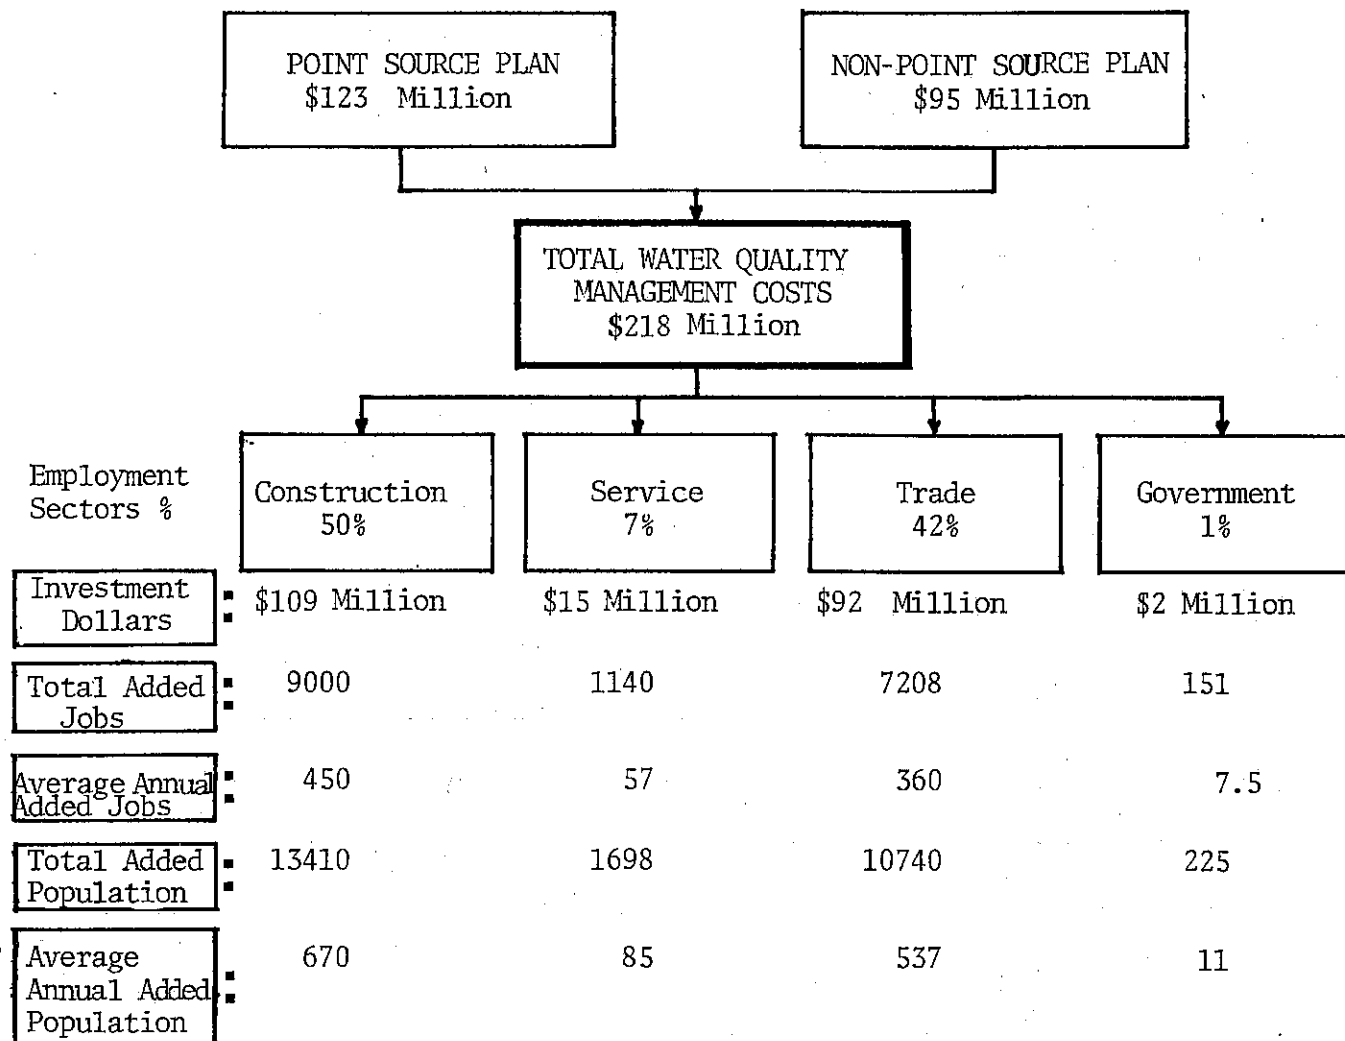 POINT SOURCE PLAN
$123 Million
NON-POINT SOURCE PLAN
$95 Million
TOTAL WATER QUALITY
MANAGEMENT COSTS
$218 Million
Employment
Sectors %
Construction
50%
Service
7%
Trade
42%
Government
1%
Investment
Dollars
: $109 Million $15 Million $92 Million $2 Million
Total Added
Jobs
: 9000 1140 7208 151
Average Annual
Added Jobs
: 450 57 360 7.5
Total Added
Population
: 13410 1698 10740 225
Average
Annual Added
Population
: 670 85 537 11